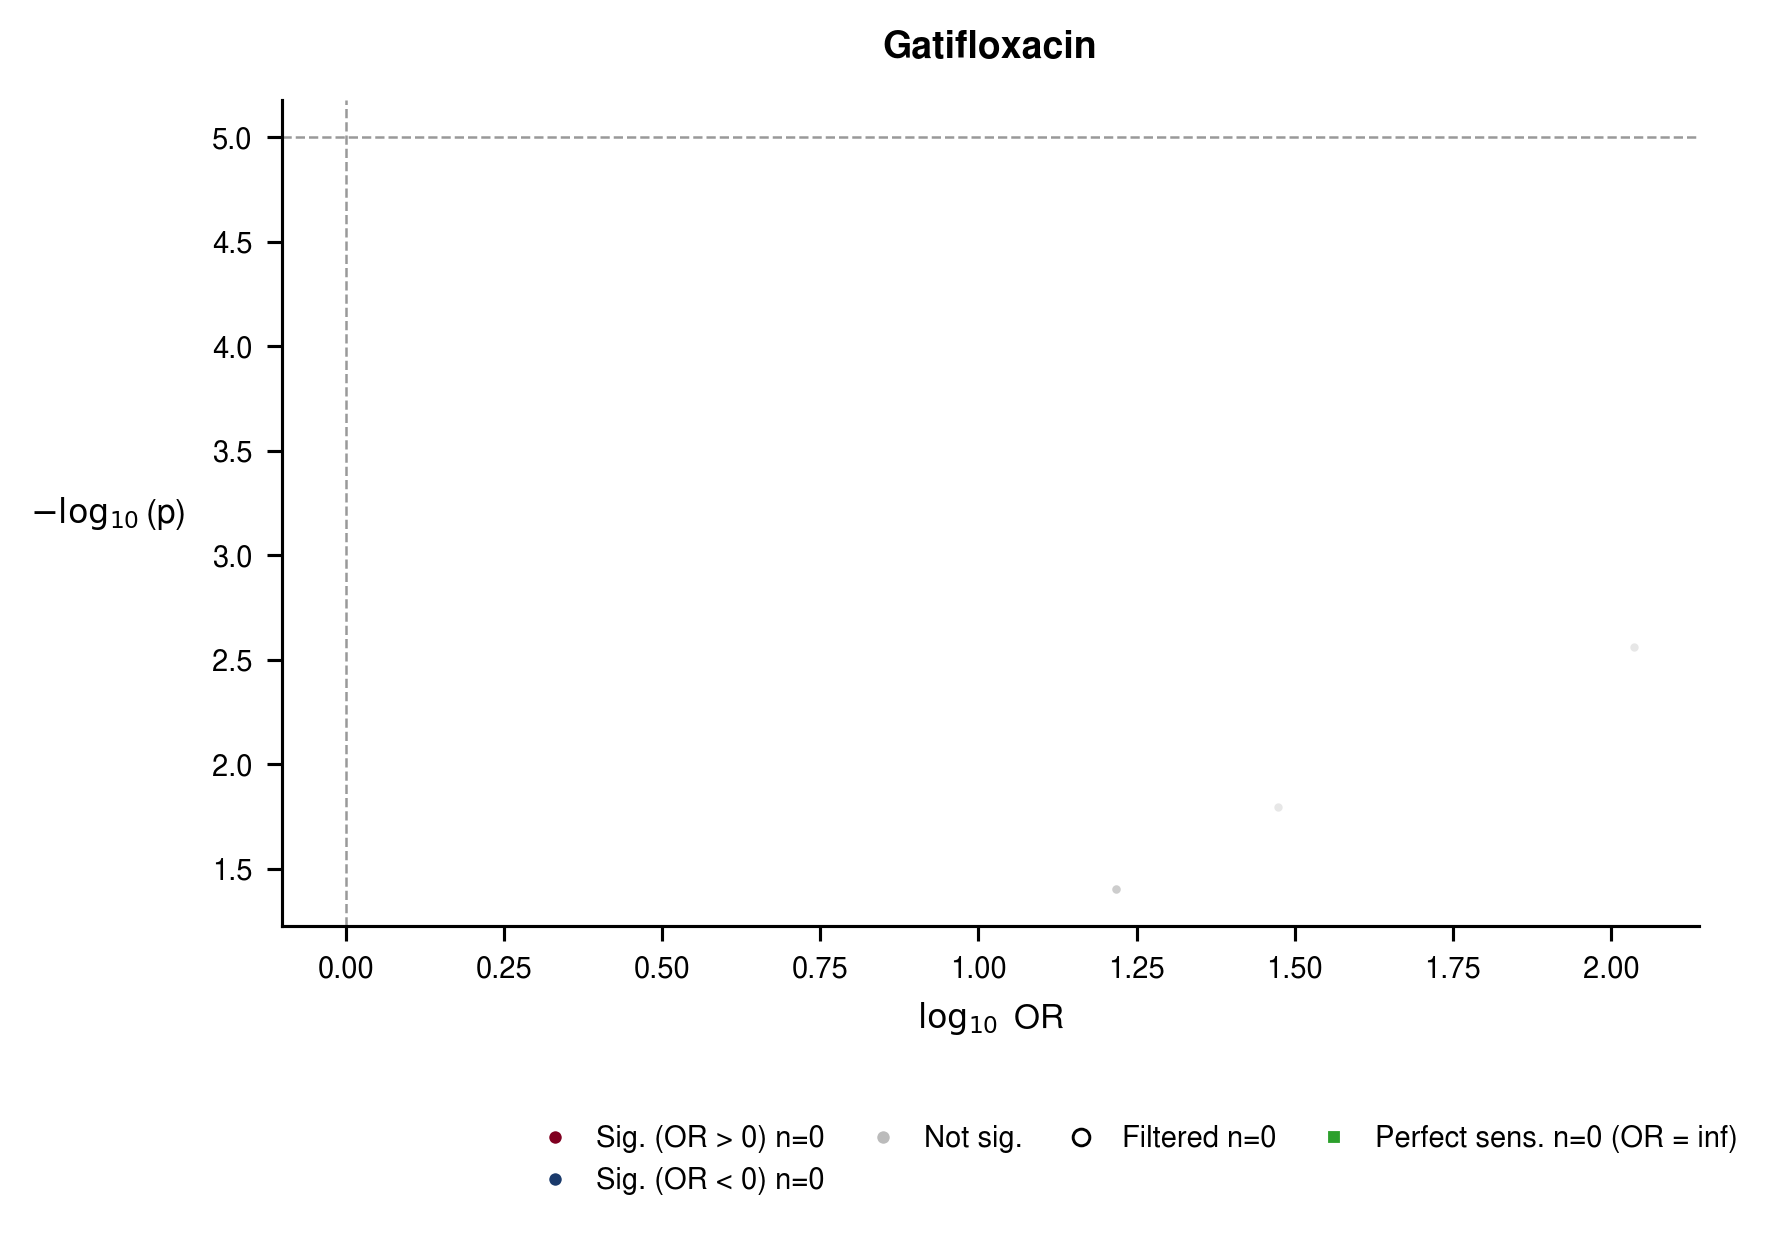 Gatifloxacin
5.0
4.5
4.0
3.5
−log10 (p)
3.0
2.5
2.0
1.5
0.00 0.25 0.50 0.75 1.00 1.25 1.50 1.75 2.00
log10 OR
Sig. (OR > 0) n=0 Not sig. Filtered n=0 Perfect sens. n=0 (OR = inf)
Sig. (OR < 0) n=0